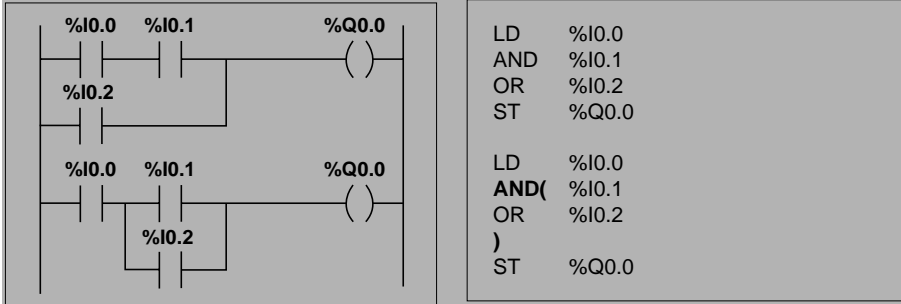 %I0.0 %I0.1 %Q0.0
%I0.2
%I0.0 %I0.1 %Q0.0
%I0.2
LD %I0.0
AND %I0.1
OR %I0.2
ST %Q0.0
LD %I0.0
AND( %I0.1
OR %I0.2
)
ST %Q0.0